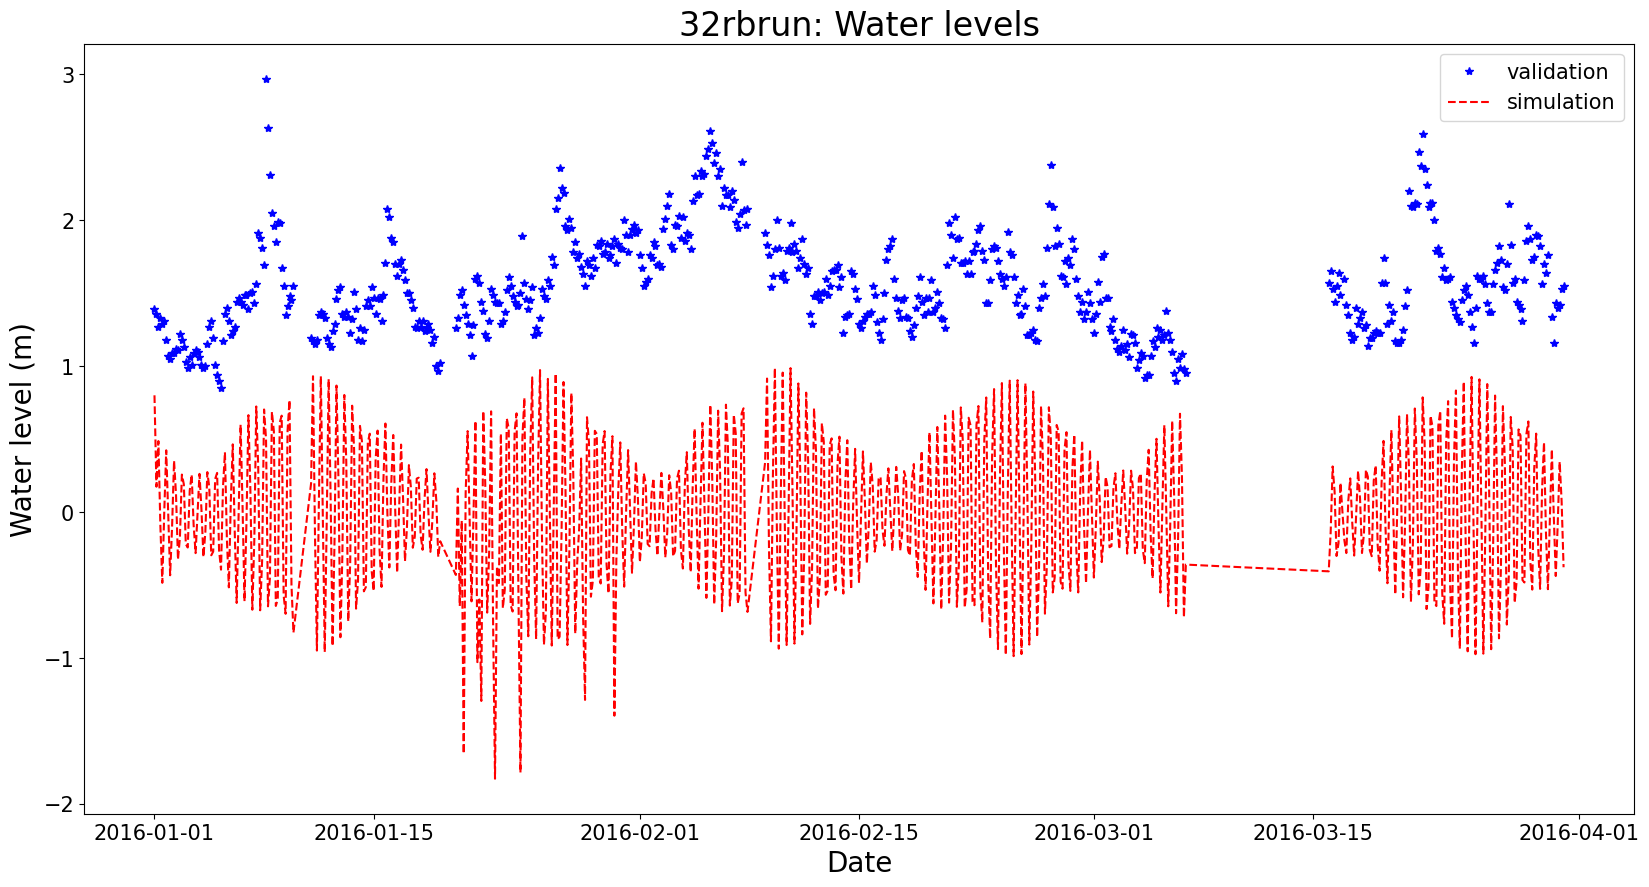 32rbrun: Water levels
validation
simulation
Water level (m)
3
2
1
0
−1
−2
2016-01-01 2016-01-15 2016-02-01 2016-02-15 2016-03-01 2016-03-15 2016-04-01
Date